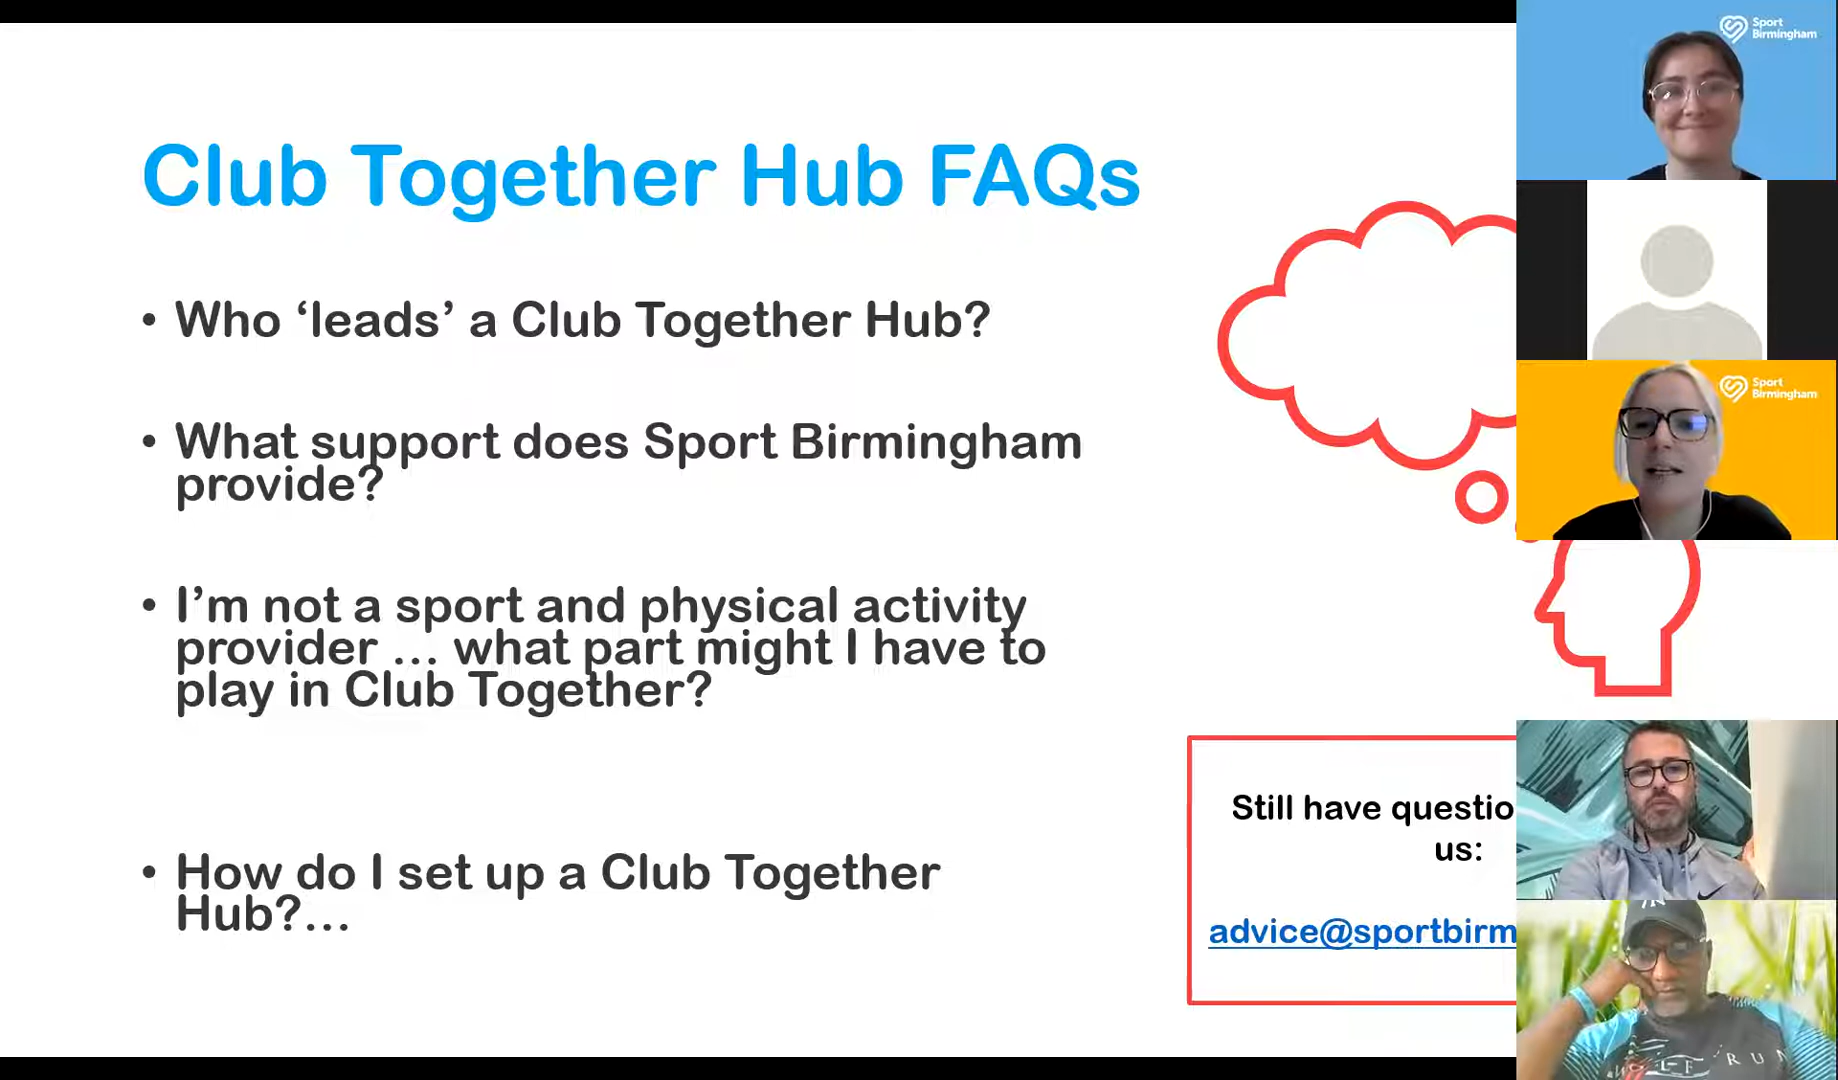 Club Together Hub FAQs
• Who ‘leads’ a Club Together Hub?
• What support does Sport Birmingham
provide?
• I’m not a sport and physical activity
provider ... what part might I have to
play in Club Together?
• How do I set up a Club Together
Hub?...
Still have questio
us:
advice@sportbirm
Sport
Birmingham
Sport
Birmingham
RUN